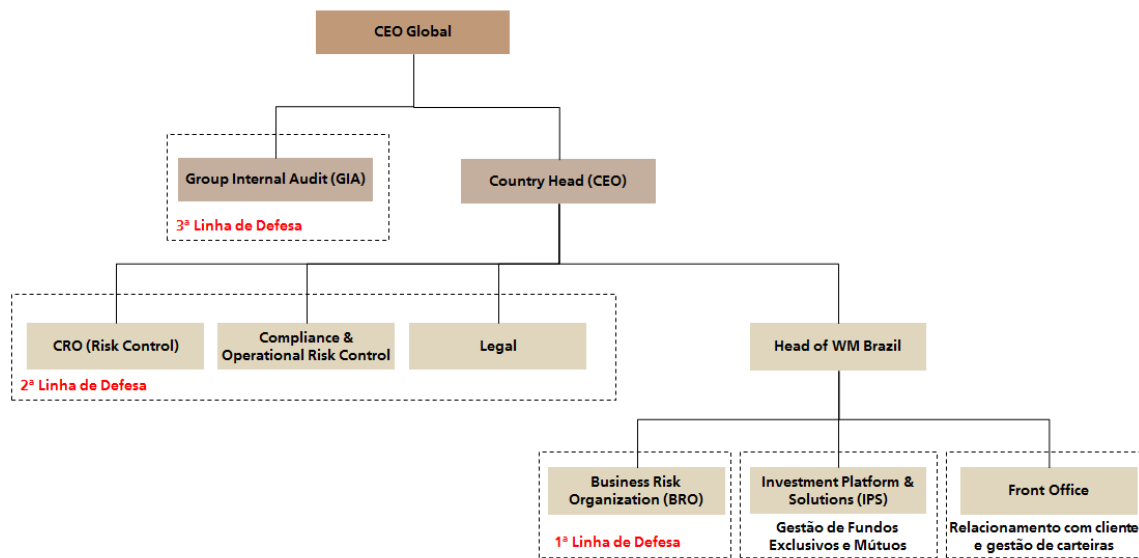 CEO Global
Group Internal Audit (GIA)
Country Head (CEO)
3ª Linha de Defesa
CRO (Risk Control)
Compliance &
Operational Risk Control
Legal
Head of WM Brazil
2ª Linha de Defesa
Business Risk
Organization (BRO)
Investment Platform &
Solutions (IPS)
Front Office
1ª Linha de Defesa
Gestão de Fundos
Exclusivos e Mútuos
Relacionamento com cliente
e gestão de carteiras